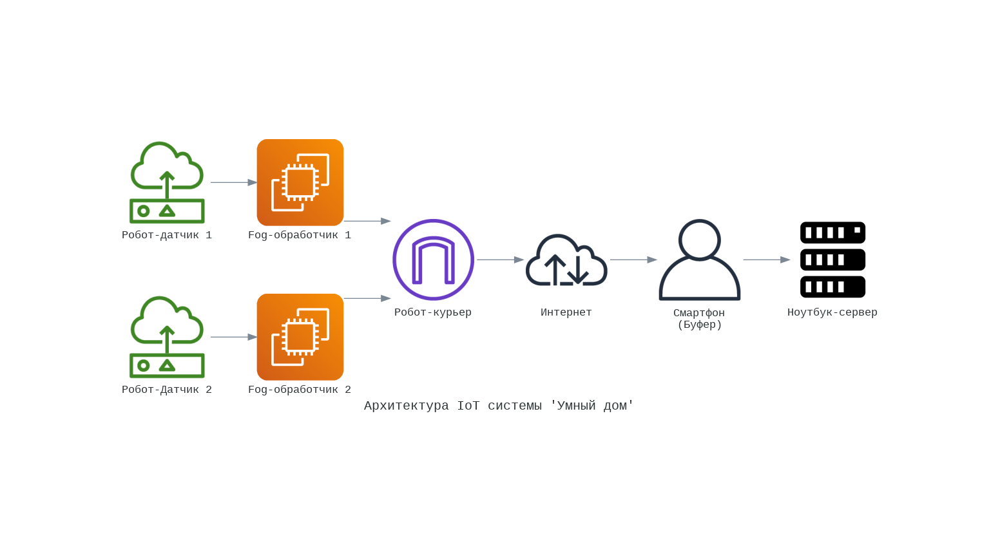 Робот-датчик 1
Fog-обработчик 1
Робот-курьер
Интернет
Смартфон
(Буфер)
Ноутбук-сервер
Робот-Датчик 2
Fog-обработчик 2
Архитектура IoT системы 'Умный дом'